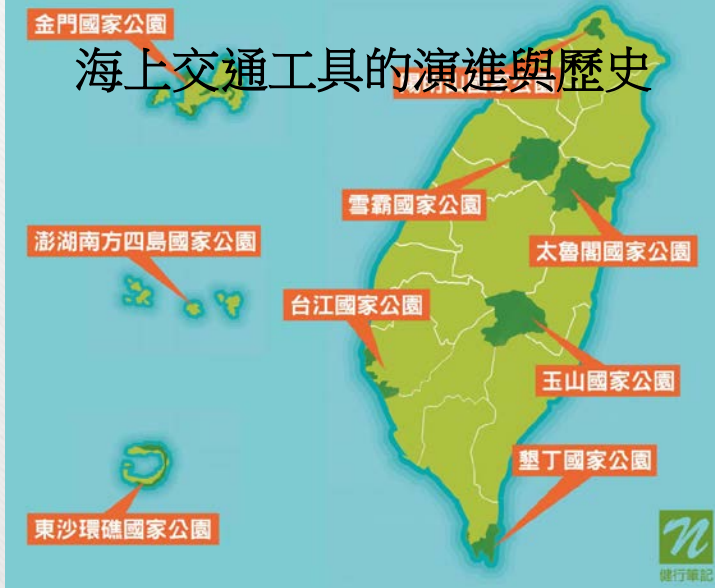 金門國家公園
海上交通工具的演進與歷史
雪霸國家公園
太魯閣國家公園
澎湖南方四島國家公園
台江國家公園
玉山國家公園
墾丁國家公園
東沙環礁國家公園
n
健行筆記